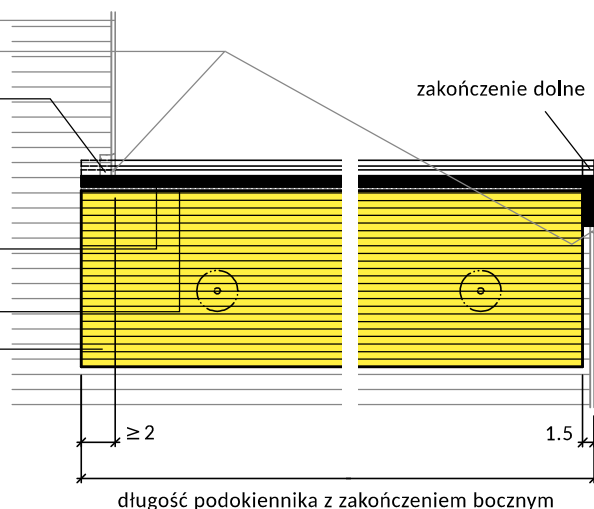 zakończenie dolne
≥ 2
1.5
długość podokiennika z zakończeniem bocznym